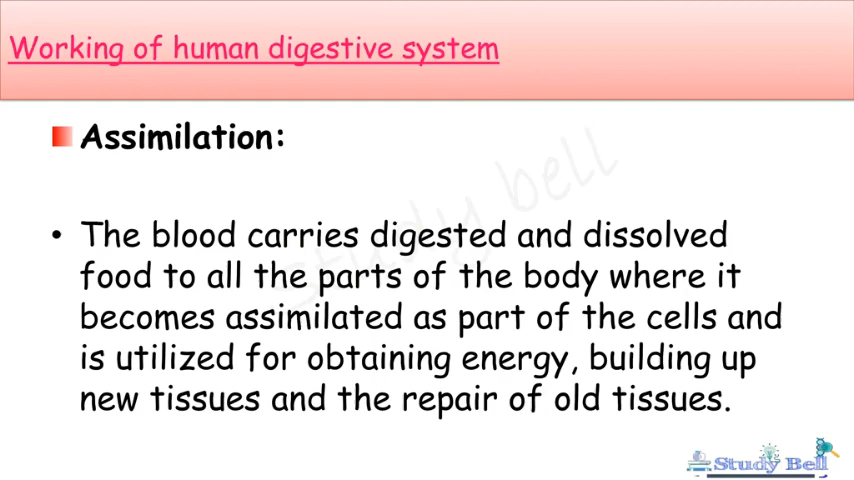 Working of human digestive system
Assimilation:
study bell
• The blood carries digested and dissolved
food to all the parts of the body where it
becomes assimilated as part of the cells and
is utilized for obtaining energy, building up
new tissues and the repair of old tissues.
Study Bell